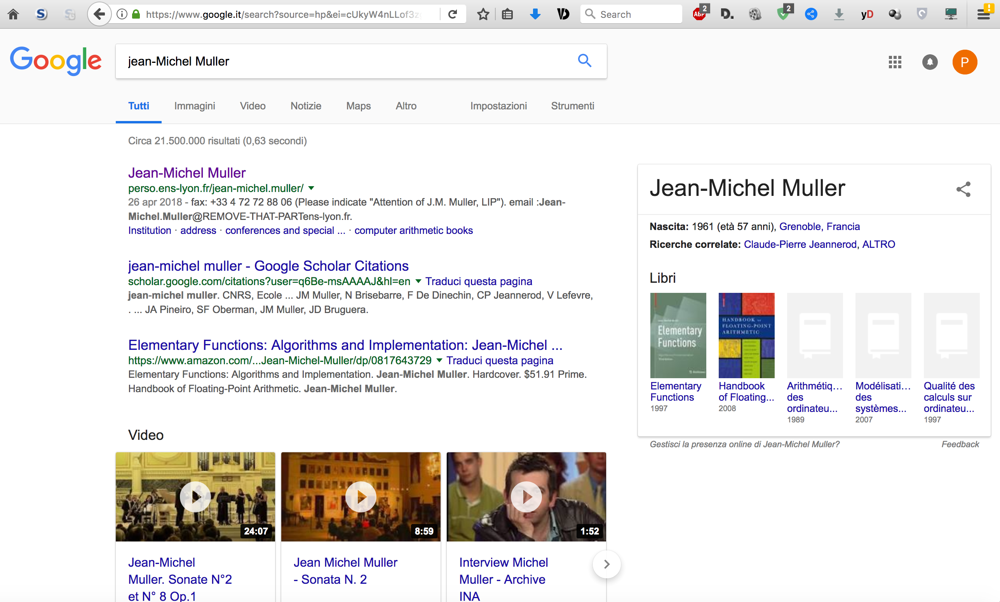 https://www.google.it/search?source=hp&ei=cUkyW4nLLof3z
Search
ABP
2
D.
2
yD
Google
jean-Michel Muller
P
Tutti
Immagini
Video
Notizie
Maps
Altro
Impostazioni
Strumenti
Circa 21.500.000 risultati (0,63 secondi)
Jean-Michel Muller
perso.ens-lyon.fr/jean-michel.muller/
26 apr 2018 - fax: +33 4 72 72 88 06 (Please indicate "Attention of J.M. Muller, LIP"). email :Jean-
Michel.Muller@REMOVE-THAT-PARTens-lyon.fr.
Institution · address · conferences and special ... · computer arithmetic books
jean-michel muller - Google Scholar Citations
scholar.google.com/citations?user=q6Be-msAAAAJ&hl=en Traduci questa pagina
jean-michel muller. CNRS, Ecole ... JM Muller, N Brisebarre, F De Dinechin, CP Jeannerod, V Lefevre,
. ... JA Pineiro, SF Oberman, JM Muller, JD Bruguera.
Elementary Functions: Algorithms and Implementation: Jean-Michel ...
https://www.amazon.com/...Jean-Michel-Muller/dp/0817643729 Traduci questa pagina
Elementary Functions: Algorithms and Implementation. Jean-Michel Muller. Hardcover. $51.91 Prime.
Handbook of Floating-Point Arithmetic. Jean-Michel Muller.
Video
24:07
8:59
1:52
Jean-Michel
Muller. Sonate N°2
et N° 8 Op.1
Jean Michel Muller
- Sonata N. 2
Interview Michel
Muller - Archive
INA
Jean-Michel Muller
Nascita: 1961 (età 57 anni), Grenoble, Francia
Ricerche correlate: Claude-Pierre Jeannerod, ALTRO
Libri
Elementary
Functions
HANDBOOK OF
FLOATING-POINT
ARITHMETIC
Elementary
Functions
1997
Handbook
of Floating...
2008
Arithmétiq...
des
ordinateu...
1989
Modélisati...
des
systèmes...
2007
Qualité des
calculs sur
ordinateu...
1997
Gestisci la presenza online di Jean-Michel Muller?
Feedback